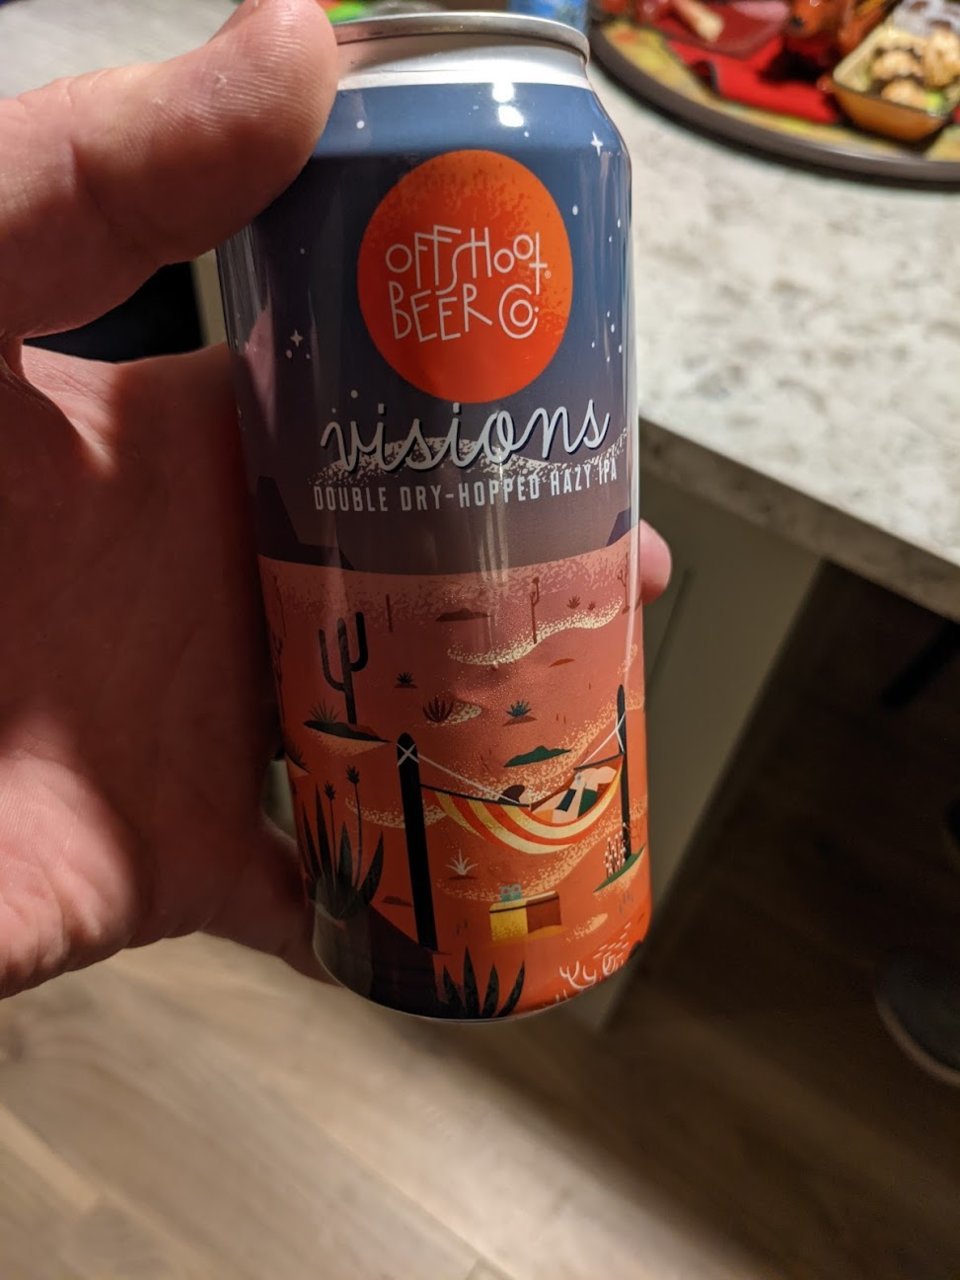 OFFSHOOT®
BEER CO.
visions
DOUBLE DRY-HOPPED HAZY IPA